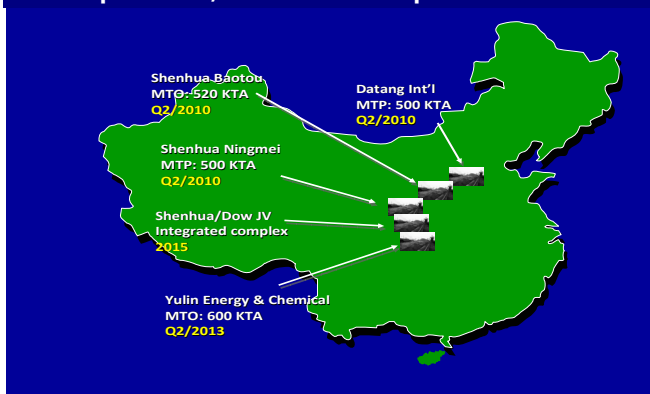 Shenhua Baotou
MTO: 520 KTA
Q2/2010
Datang Int'l
MTP: 500 KTA
Q2/2010
Shenhua Ningmei
MTP: 500 KTA
Q2/2010
Shenhua/Dow JV
Integrated complex
2015
Yulin Energy & Chemical
MTO: 600 KTA
Q2/2013